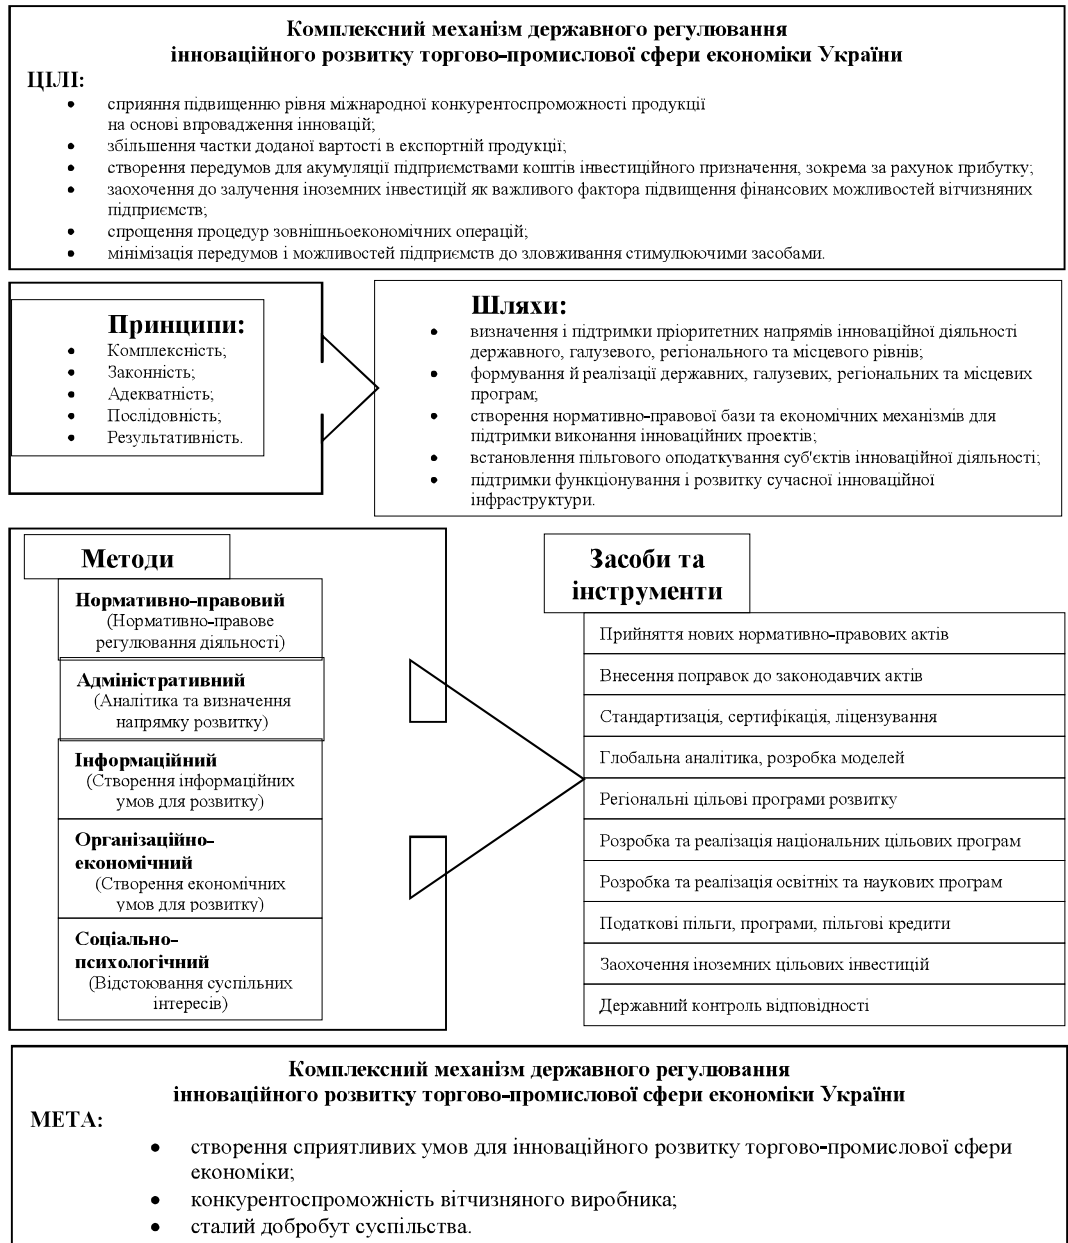 Комплексний механізм державного регулювання
інноваційного розвитку торгово-промислової сфери економіки України
ЦІЛІ:
• сприяння підвищенню рівня міжнародної конкурентоспроможності продукції
на основі впровадження інновацій;
• збільшення частки доданої вартості в експортній продукції;
• створення передумов для акумуляції підприємствами коштів інвестиційного призначення, зокрема за рахунок прибутку;
• заохочення до залучення іноземних інвестицій як важливого фактора підвищення фінансових можливостей вітчизняних
підприємств;
• спрощення процедур зовнішньоекономічних операцій;
• мінімізація передумов і можливостей підприємств до зловживання стимулюючими засобами.
Принципи:
• Комплексність;
• Законність;
• Адекватність;
• Послідовність;
• Результативність.
Шляхи:
• визначення і підтримки пріоритетних напрямів інноваційної діяльності
державного, галузевого, регіонального та місцевого рівнів;
• формування й реалізації державних, галузевих, регіональних та місцевих
програм;
• створення нормативно-правової бази та економічних механізмів для
підтримки виконання інноваційних проектів;
• встановлення пільгового оподаткування суб'єктів інноваційної діяльності;
• підтримки функціонування і розвитку сучасної інноваційної
інфраструктури.
Методи
Нормативно-правовий
(Нормативно-правове
регулювання діяльності)
Адміністративний
(Аналітика та визначення
напрямку розвитку)
Інформаційний
(Створення інформаційних
умов для розвитку)
Організаційно-
економічний
(Створення економічних
умов для розвитку)
Соціально-
психологічний
(Відстоювання суспільних
інтересів)
Засоби та
інструменти
Прийняття нових нормативно-правових актів
Внесення поправок до законодавчих актів
Стандартизація, сертифікація, ліцензування
Глобальна аналітика, розробка моделей
Регіональні цільові програми розвитку
Розробка та реалізація національних цільових програм
Розробка та реалізація освітніх та наукових програм
Податкові пільги, програми, пільгові кредити
Заохочення іноземних цільових інвестицій
Державний контроль відповідності
Комплексний механізм державного регулювання
інноваційного розвитку торгово-промислової сфери економіки України
МЕТА:
• створення сприятливих умов для інноваційного розвитку торгово-промислової сфери
економіки;
• конкурентоспроможність вітчизняного виробника;
• сталий добробут суспільства.